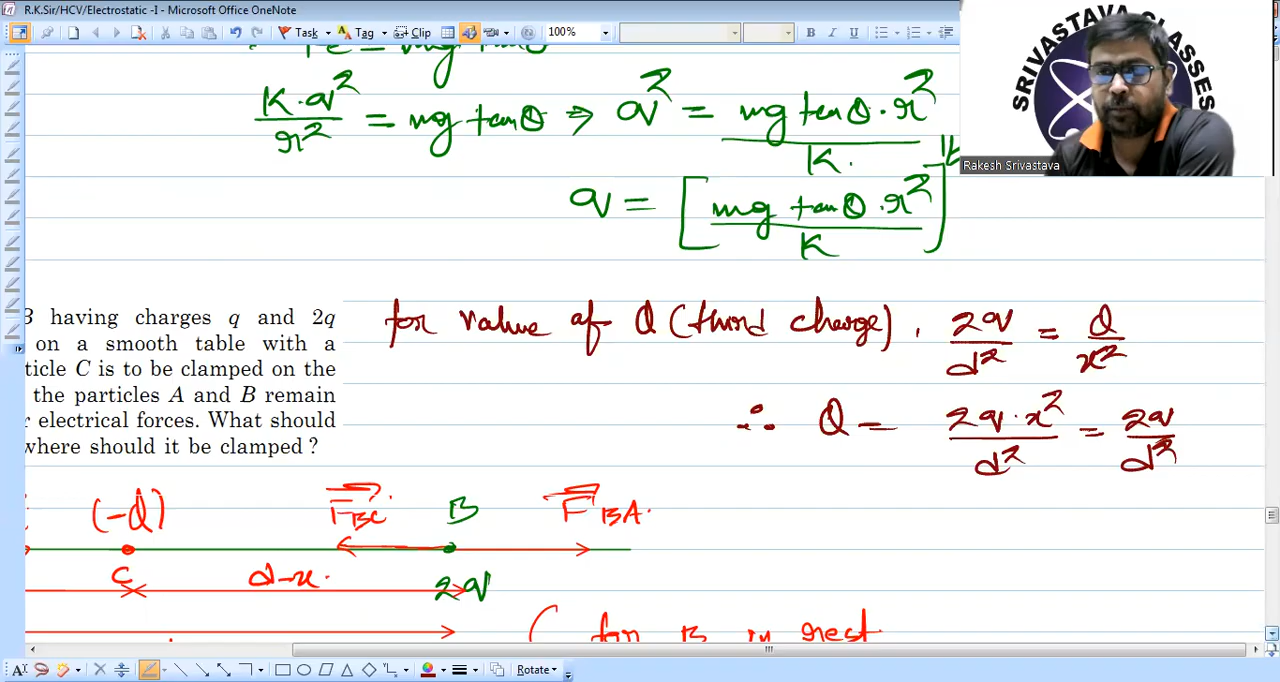 R.K.Sir/HCV/Electrostatic -I - Microsoft Office OneNote
Task Tag Clip 100% B I U
SRIVASTAVA CLASSES
Rakesh Srivastava
Fe = mg tanθ
K·q² / r² = mg tanθ ⇒ q² = mg tanθ·r² / K.
q = [mg tanθ·r² / K]
B having charges q and 2q
on a smooth table with a
ticle C is to be clamped on the
the particles A and B remain
r electrical forces. What should
where should it be clamped ?
for value of Q (third charge). 2q / d² = Q / x²
∴ Q = 2q·x² / d² = 2q / d²
(-Q) F_BC B F_BA.
C d-x. 2q
( for B in rest
Rotate